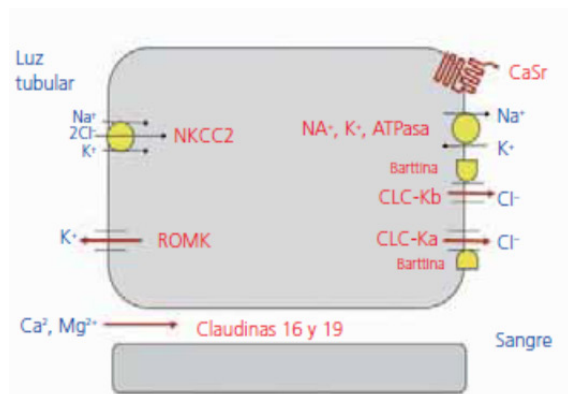 Luz
tubular
CaSr
Na⁺
2Cl⁻
K⁺
NKCC2
NA⁺, K⁺, ATPasa
Na⁺
K⁺
Barttina
CLC-Kb
Cl⁻
K⁺
ROMK
CLC-Ka
Cl⁻
Barttina
Ca², Mg²⁺
Claudinas 16 y 19
Sangre